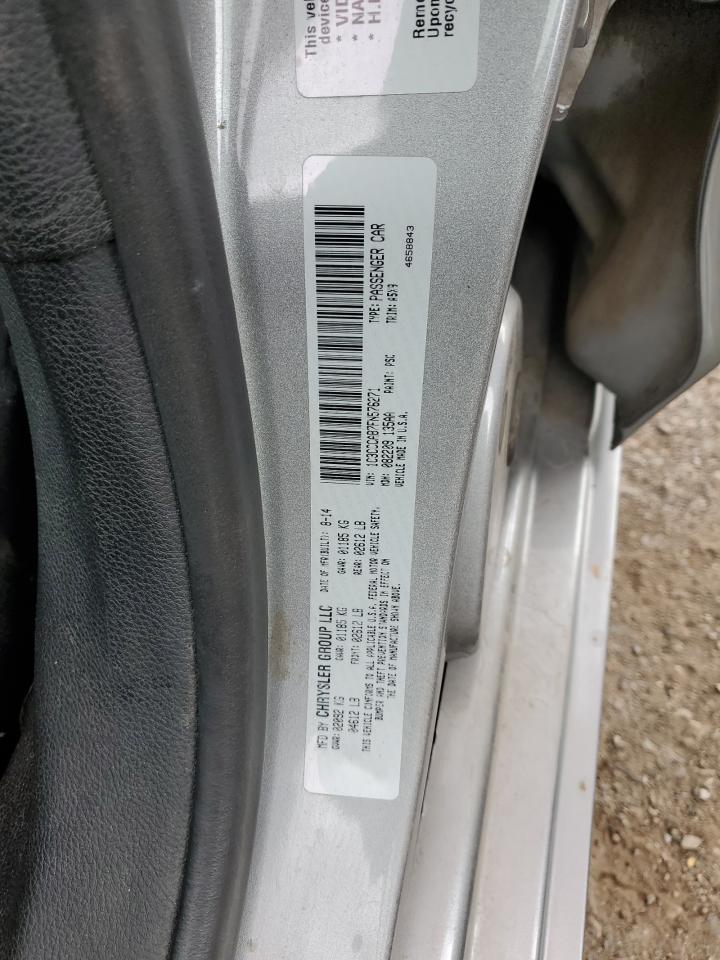 This veh
device
* VID
* NA
* H.I
Remo
Upon
recyc
MFD BY CHRYSLER GROUP LLC DATE OF MFR(BUILT): 8-14
GVWR: 02092 KG GAWR: 01185 KG GAWR: 01185 KG
04612 LB FRONT: 02612 LB REAR: 02612 LB
THIS VEHICLE CONFORMS TO ALL APPLICABLE U.S.A. FEDERAL MOTOR VEHICLE SAFETY,
BUMPER AND THEFT PREVENTION STANDARDS IN EFFECT ON
THE DATE OF MANUFACTURE SHOWN ABOVE.
VIN: 1C3CCCAB7FN576271 TYPE: PASSENGER CAR
MDH: 082209 135AA PAINT: PSC TRIM: A5X9
VEHICLE MADE IN U.S.A. 4658843